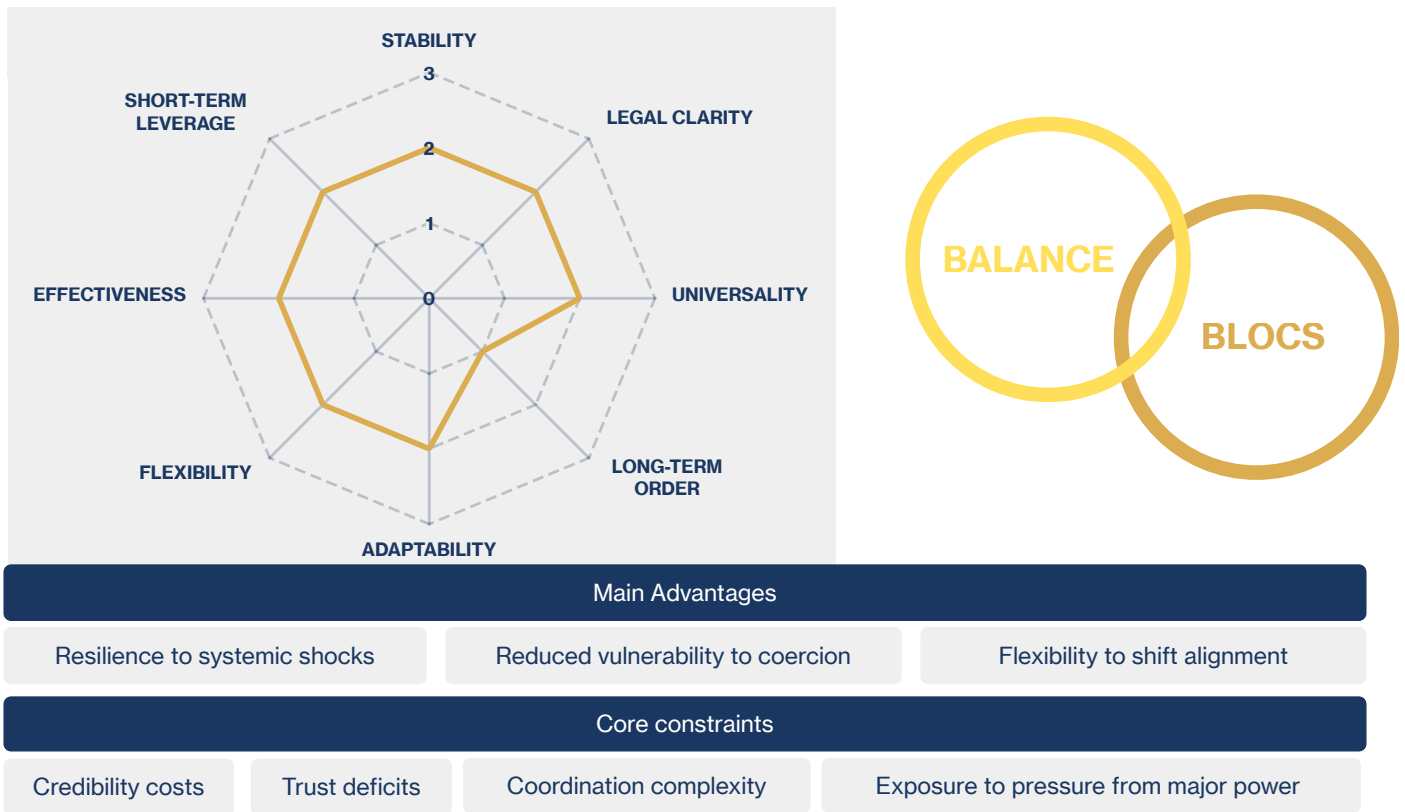 STABILITY
3
SHORT-TERM
LEVERAGE
LEGAL CLARITY
2
1
EFFECTIVENESS
0
UNIVERSALITY
FLEXIBILITY
LONG-TERM
ORDER
ADAPTABILITY
BALANCE
BLOCS
Main Advantages
Resilience to systemic shocks
Reduced vulnerability to coercion
Flexibility to shift alignment
Core constraints
Credibility costs
Trust deficits
Coordination complexity
Exposure to pressure from major power